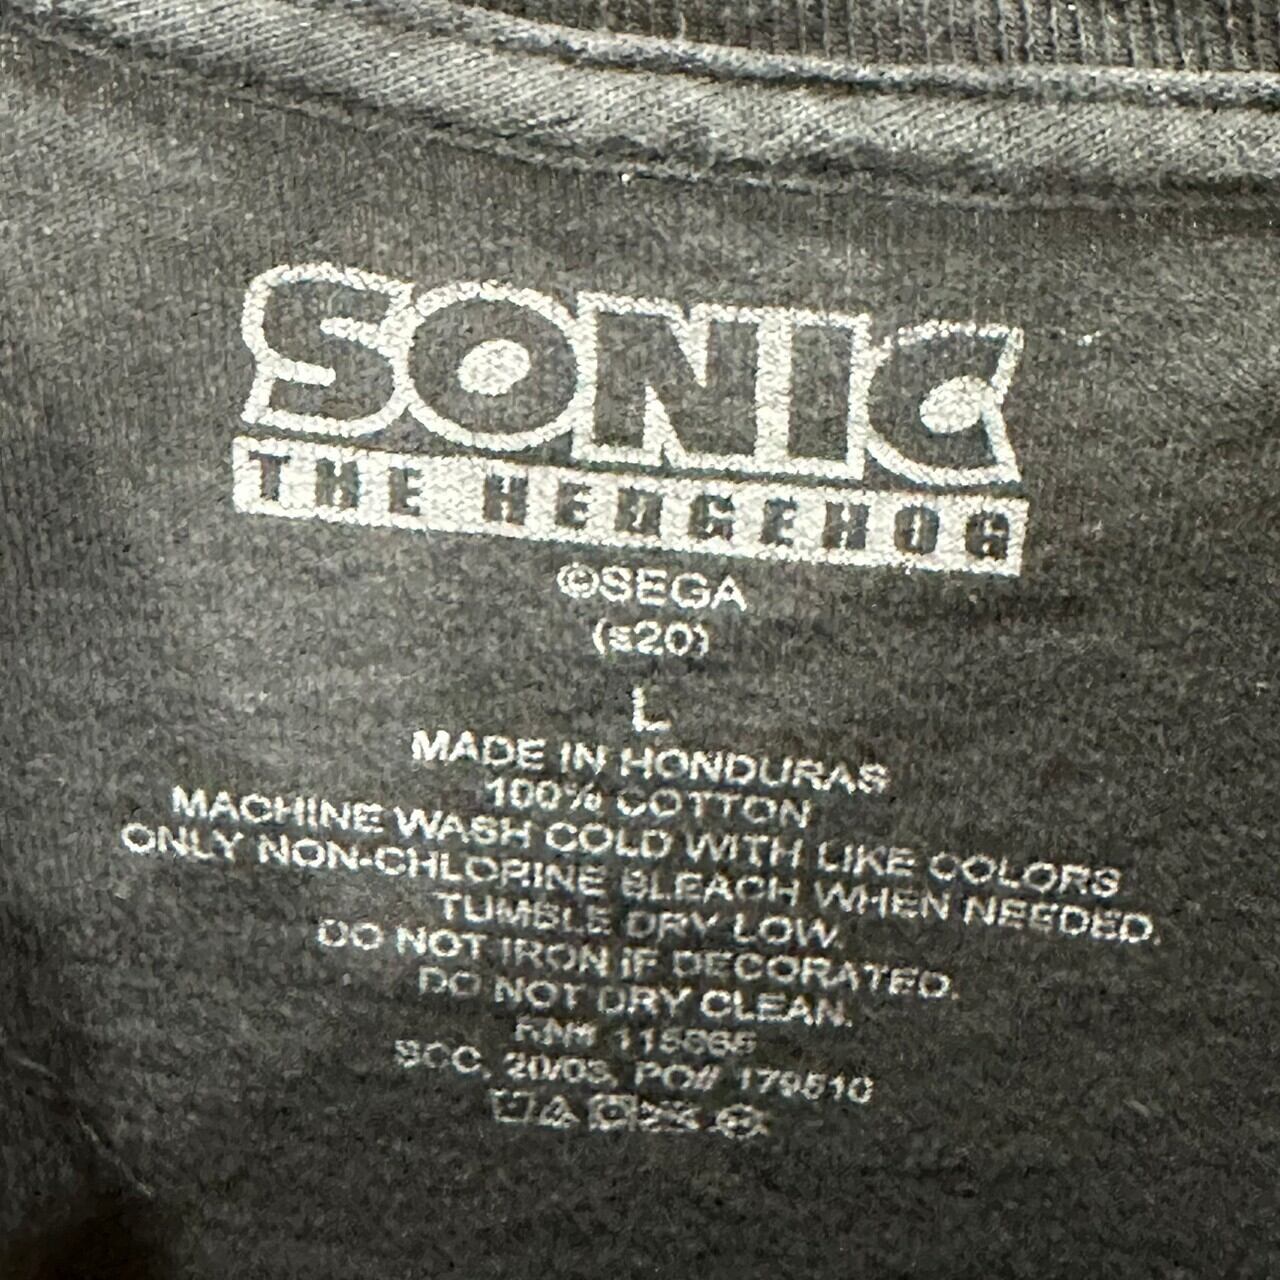 SONIC
THE HEDGEHOG
©SEGA
(s20)
L
MADE IN HONDURAS
100% COTTON
MACHINE WASH COLD WITH LIKE COLORS
ONLY NON-CHLORINE BLEACH WHEN NEEDED.
TUMBLE DRY LOW.
DO NOT IRON IF DECORATED.
DO NOT DRY CLEAN.
RN#
SCC, 20/03, PO# 179510